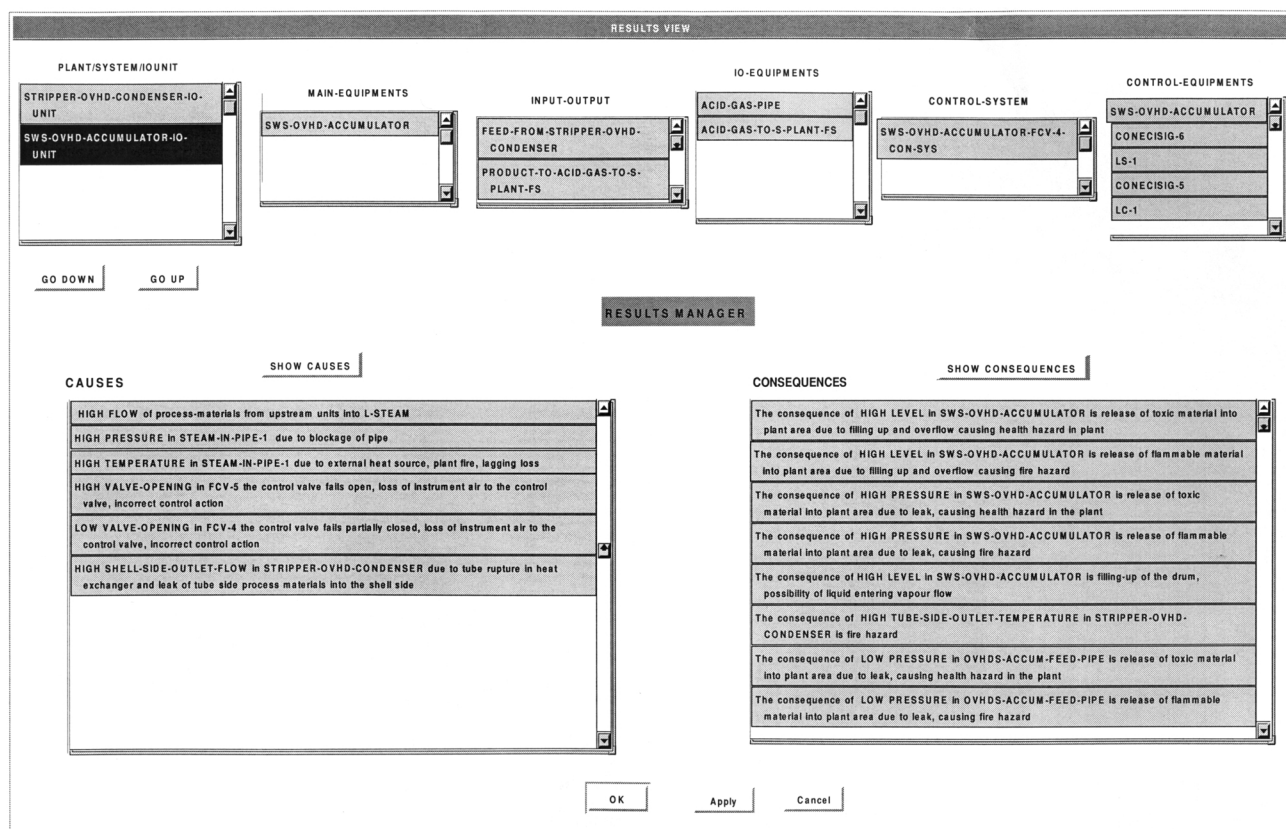 RESULTS VIEW
PLANT/SYSTEM/IOUNIT
STRIPPER-OVHD-CONDENSER-IO-
UNIT
SWS-OVHD-ACCUMULATOR-IO-
UNIT
GO DOWN
GO UP
MAIN-EQUIPMENTS
SWS-OVHD-ACCUMULATOR
INPUT-OUTPUT
FEED-FROM-STRIPPER-OVHD-
CONDENSER
PRODUCT-TO-ACID-GAS-TO-S-
PLANT-FS
IO-EQUIPMENTS
ACID-GAS-PIPE
ACID-GAS-TO-S-PLANT-FS
CONTROL-SYSTEM
SWS-OVHD-ACCUMULATOR-FCV-4-
CON-SYS
CONTROL-EQUIPMENTS
SWS-OVHD-ACCUMULATOR
CONECISIG-6
LS-1
CONECISIG-5
LC-1
RESULTS MANAGER
SHOW CAUSES
CAUSES
HIGH FLOW of process-materials from upstream units into L-STEAM
HIGH PRESSURE in STEAM-IN-PIPE-1 due to blockage of pipe
HIGH TEMPERATURE in STEAM-IN-PIPE-1 due to external heat source, plant fire, lagging loss
HIGH VALVE-OPENING in FCV-5 the control valve fails open, loss of instrument air to the control
valve, incorrect control action
LOW VALVE-OPENING in FCV-4 the control valve fails partially closed, loss of instrument air to the
control valve, incorrect control action
HIGH SHELL-SIDE-OUTLET-FLOW in STRIPPER-OVHD-CONDENSER due to tube rupture in heat
exchanger and leak of tube side process materials into the shell side
SHOW CONSEQUENCES
CONSEQUENCES
The consequence of HIGH LEVEL in SWS-OVHD-ACCUMULATOR is release of toxic material into
plant area due to filling up and overflow causing health hazard in plant
The consequence of HIGH LEVEL in SWS-OVHD-ACCUMULATOR is release of flammable material
into plant area due to filling up and overflow causing fire hazard
The consequence of HIGH PRESSURE in SWS-OVHD-ACCUMULATOR is release of toxic
material into plant area due to leak, causing health hazard in the plant
The consequence of HIGH PRESSURE in SWS-OVHD-ACCUMULATOR is release of flammable
material into plant area due to leak, causing fire hazard
The consequence of HIGH LEVEL in SWS-OVHD-ACCUMULATOR is filling-up of the drum,
possibility of liquid entering vapour flow
The consequence of HIGH TUBE-SIDE-OUTLET-TEMPERATURE in STRIPPER-OVHD-
CONDENSER is fire hazard
The consequence of LOW PRESSURE in OVHDS-ACCUM-FEED-PIPE is release of toxic material
into plant area due to leak, causing health hazard in the plant
The consequence of LOW PRESSURE in OVHDS-ACCUM-FEED-PIPE is release of flammable
material into plant area due to leak, causing fire hazard
OK
Apply
Cancel